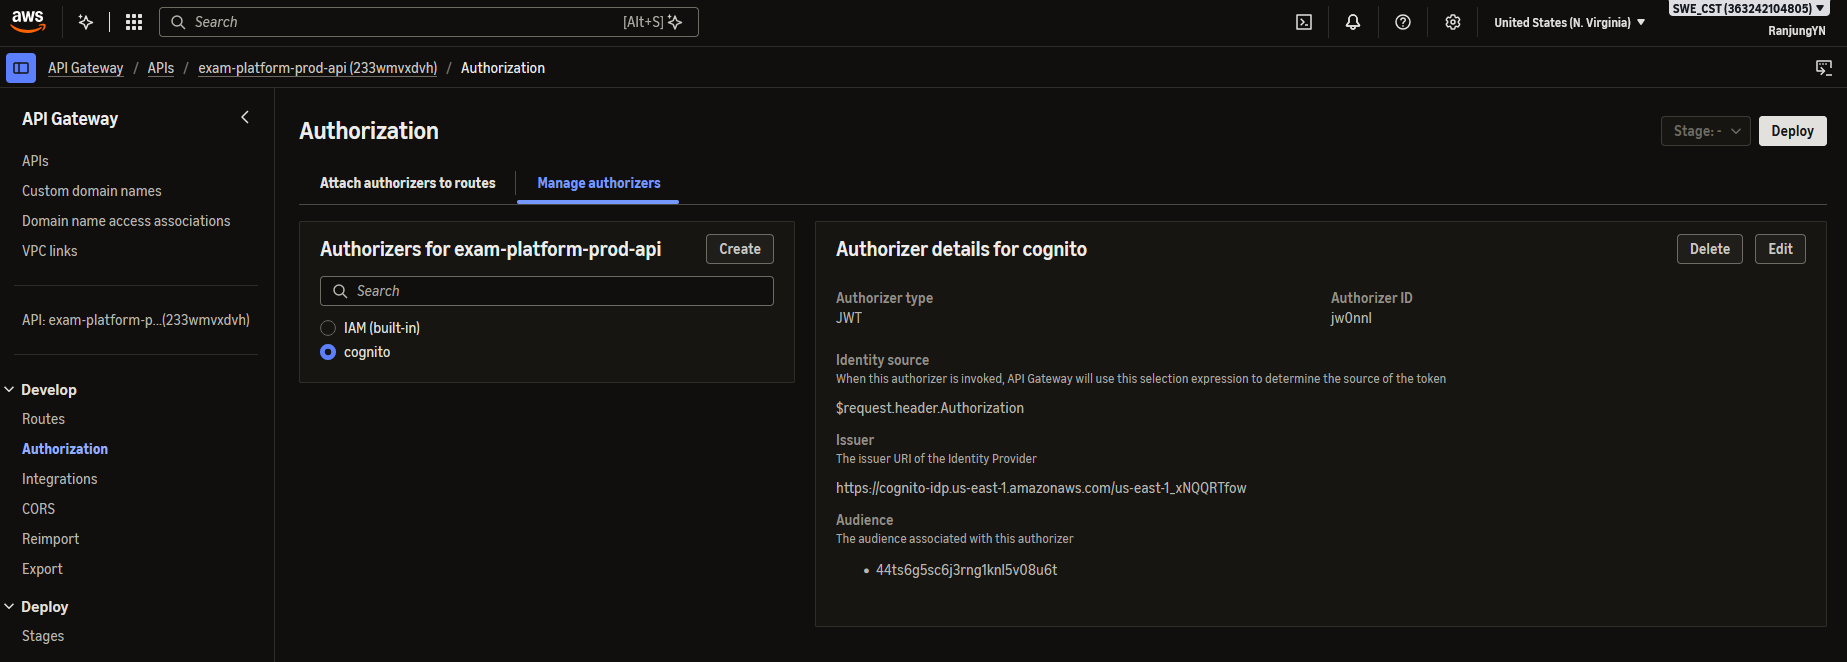 aws
Search
[Alt+S]
United States (N. Virginia)
SWE_CST (363242104805)
RanjungYN
API Gateway / APIs / exam-platform-prod-api (233wmvxdvh) / Authorization
API Gateway
APIs
Custom domain names
Domain name access associations
VPC links
API: exam-platform-p...(233wmvxdvh)
Develop
Routes
Authorization
Integrations
CORS
Reimport
Export
Deploy
Stages
Authorization
Stage: -
Deploy
Attach authorizers to routes
Manage authorizers
Authorizers for exam-platform-prod-api
Create
Search
IAM (built-in)
cognito
Authorizer details for cognito
Delete
Edit
Authorizer type
JWT
Authorizer ID
jw0nnl
Identity source
When this authorizer is invoked, API Gateway will use this selection expression to determine the source of the token
$request.header.Authorization
Issuer
The issuer URI of the Identity Provider
https://cognito-idp.us-east-1.amazonaws.com/us-east-1_xNQQRTfow
Audience
The audience associated with this authorizer
44ts6g5sc6j3rng1knl5v08u6t